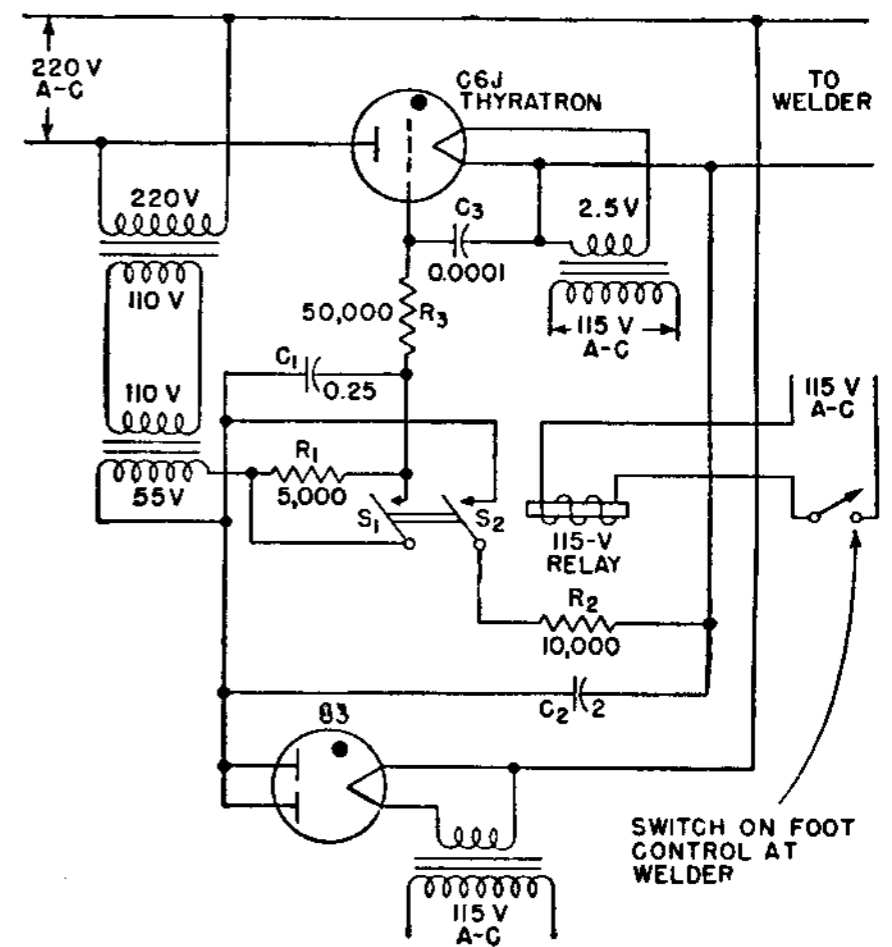 220 V
A-C
C6J
THYRATRON
TO
WELDER
220V
C3
2.5V
0.0001
110 V
50,000
R3
115 V
A-C
C1
0.25
110V
115 V
A-C
R1
5,000
55V
S1
S2
115-V
RELAY
R2
10,000
C2
2
83
SWITCH ON FOOT
CONTROL AT
WELDER
115 V
A-C